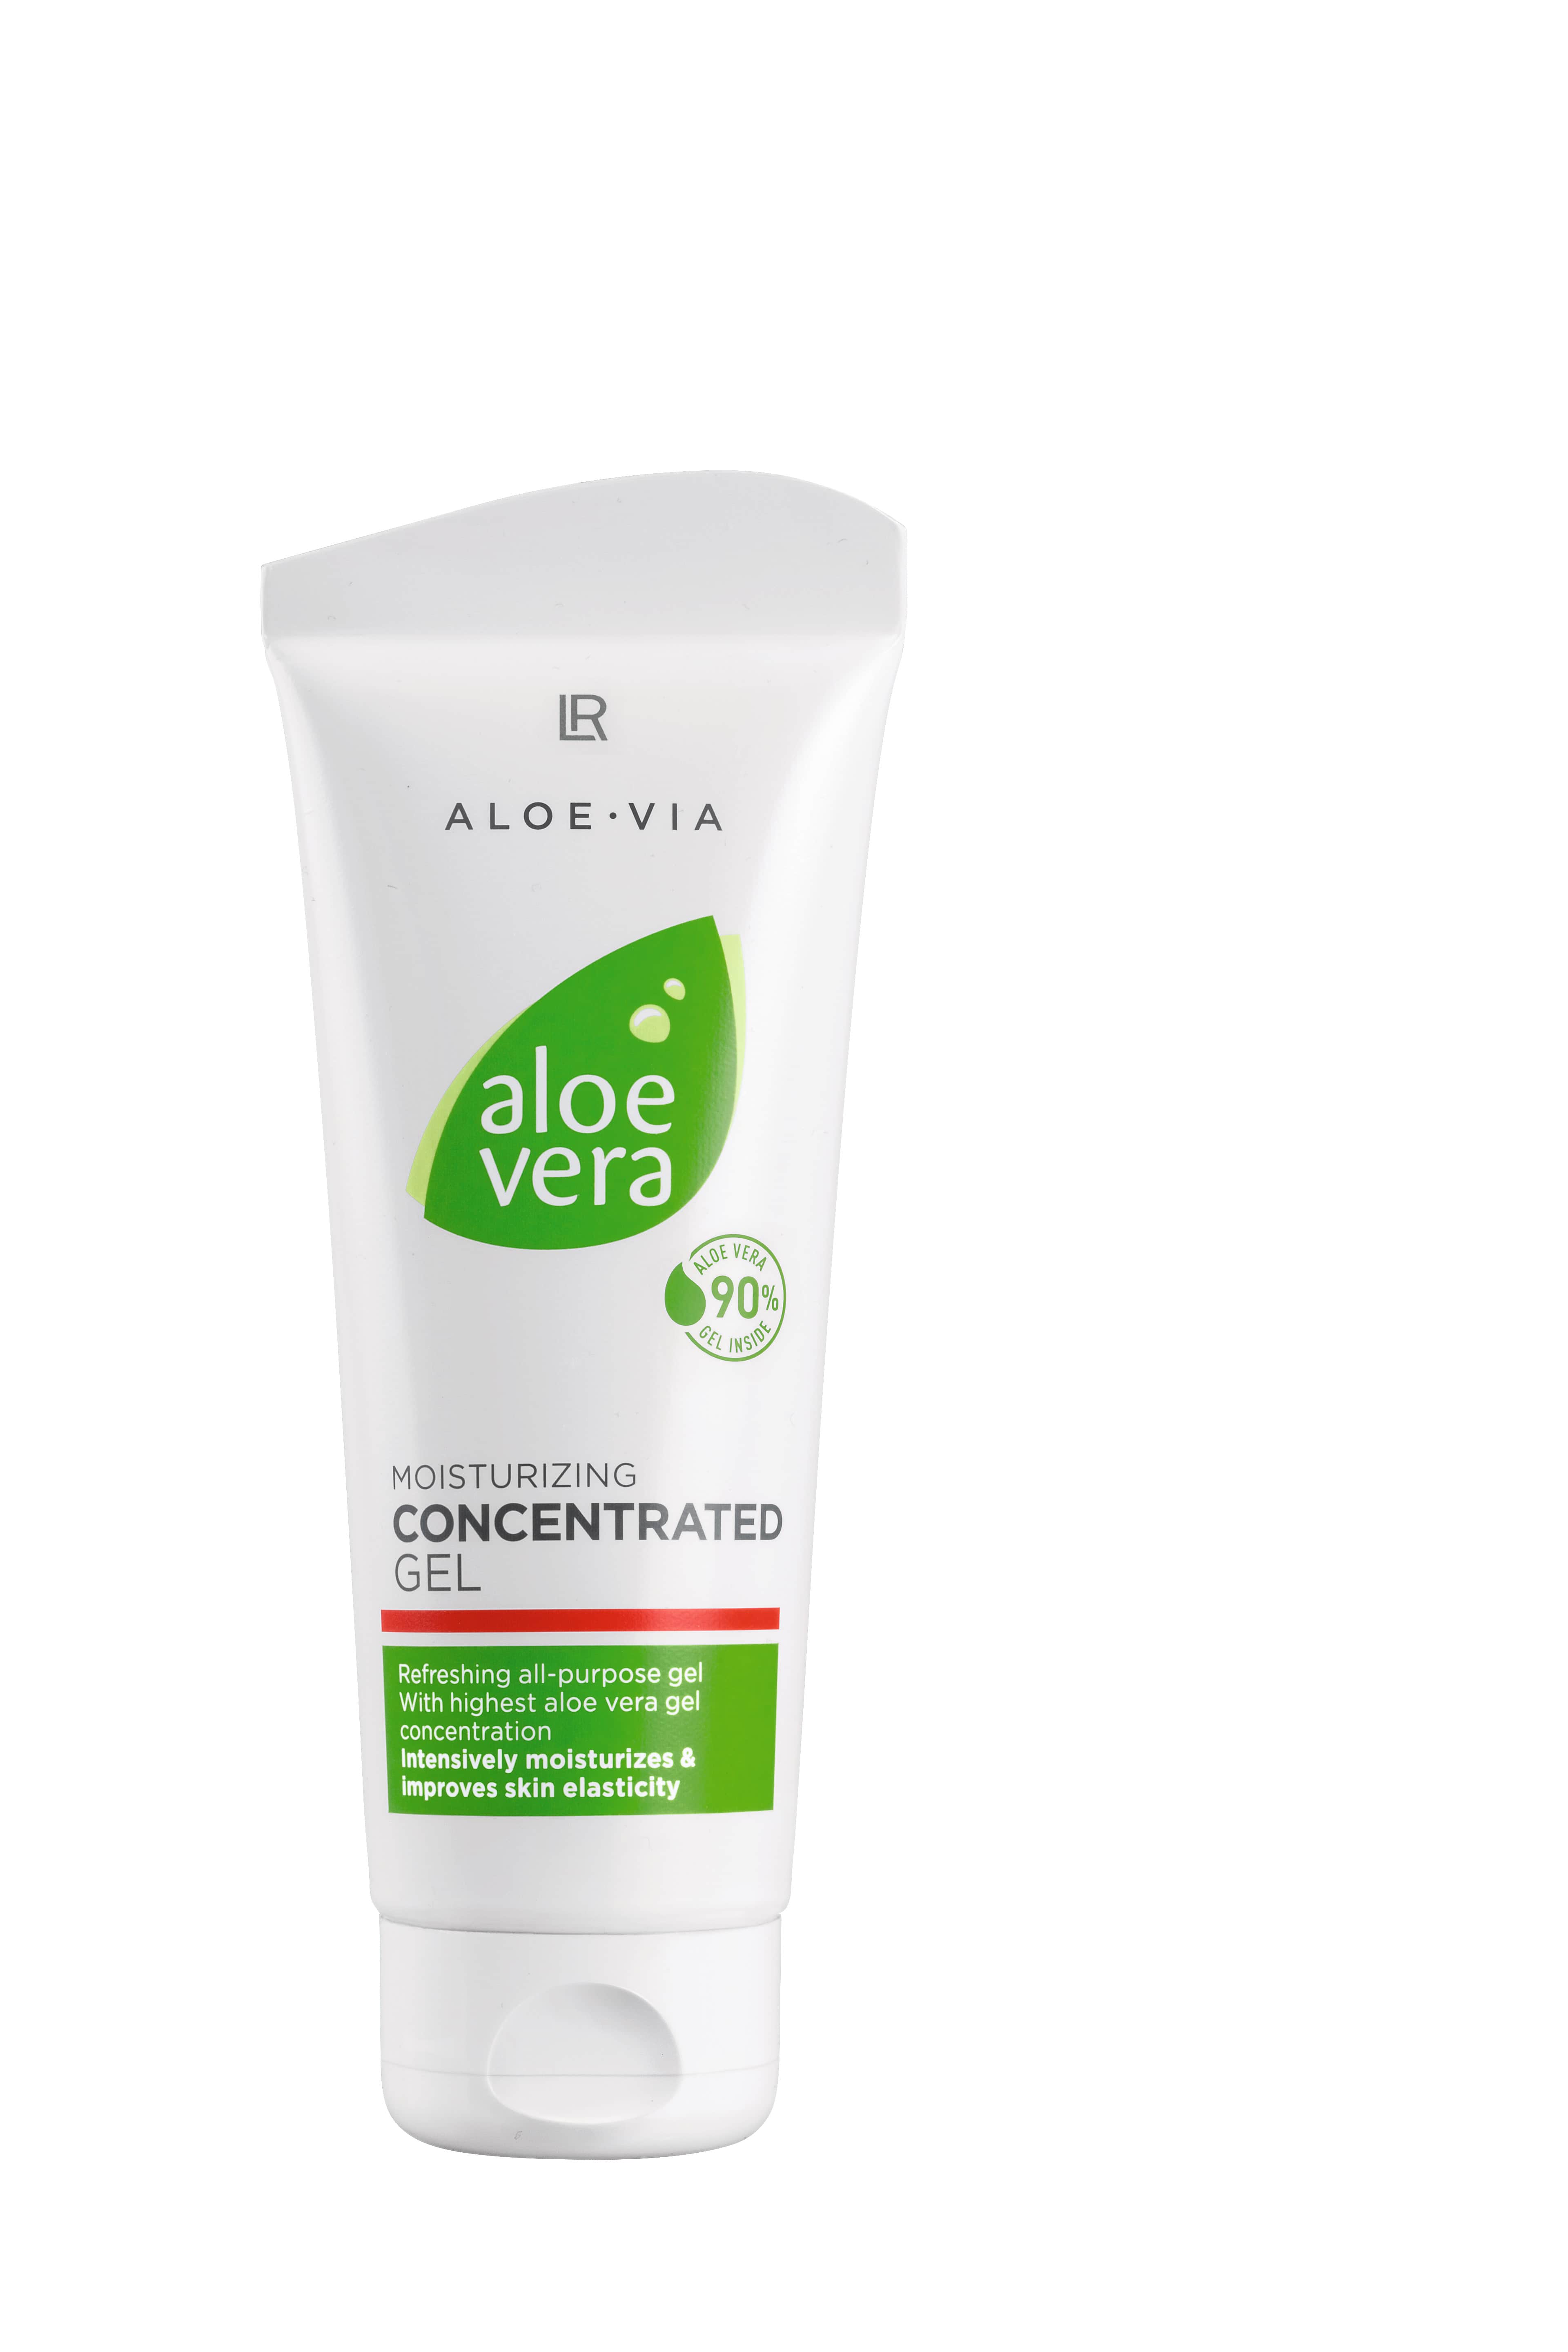 LR
ALOE•VIA
aloe
vera
ALOE VERA
90%
GEL INSIDE
MOISTURIZING
CONCENTRATED
GEL
Refreshing all-purpose gel
With highest aloe vera gel
concentration
Intensively moisturizes &
improves skin elasticity